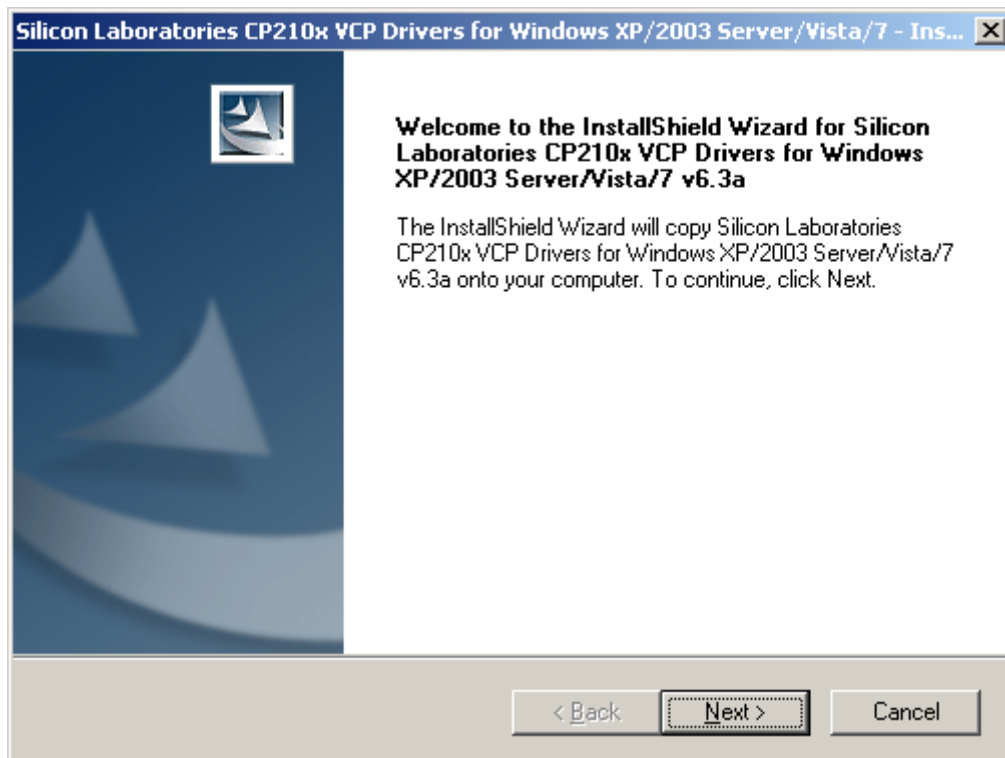 Silicon Laboratories CP210x VCP Drivers for Windows XP/2003 Server/Vista/7 - Ins...
Welcome to the InstallShield Wizard for Silicon
Laboratories CP210x VCP Drivers for Windows
XP/2003 Server/Vista/7 v6.3a
The InstallShield Wizard will copy Silicon Laboratories
CP210x VCP Drivers for Windows XP/2003 Server/Vista/7
v6.3a onto your computer. To continue, click Next.
< Back Next > Cancel